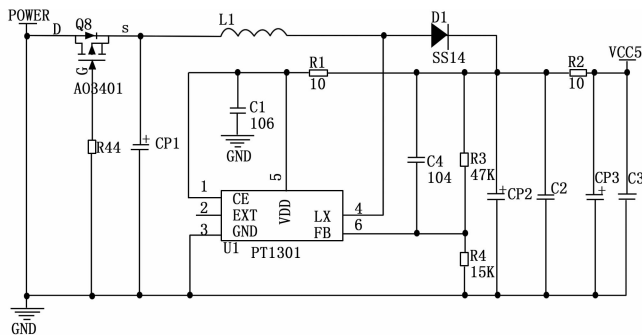 POWER
Q8
D
S
G
AO3401
L1
D1
SS14
R1
10
R2
10
VCC5
C1
106
GND
R44
CP1
C4
104
R3
47K
CP2
C2
CP3
C3
1
2
3
5
4
6
CE
EXT
GND
VDD
LX
FB
U1
PT1301
R4
15K
GND